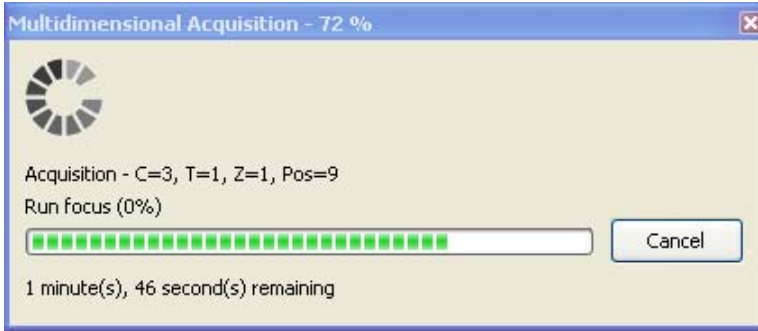 Multidimensional Acquisition - 72 %
Acquisition - C=3, T=1, Z=1, Pos=9
Run focus (0%)
Cancel
1 minute(s), 46 second(s) remaining